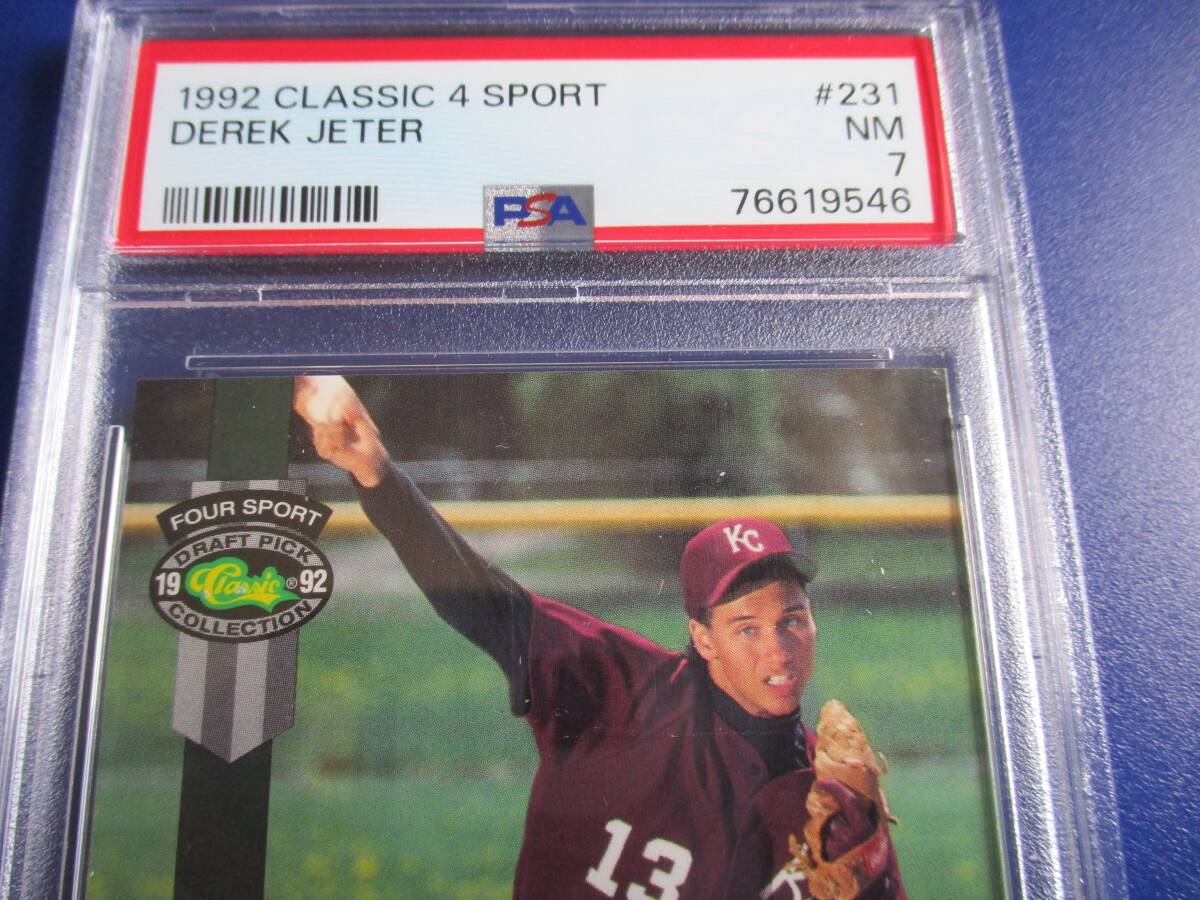 1992 CLASSIC 4 SPORT #231
DEREK JETER NM
7
76619546
PSA
FOUR SPORT
DRAFT PICK
19 Classic® 92
COLLECTION
KC
13
K